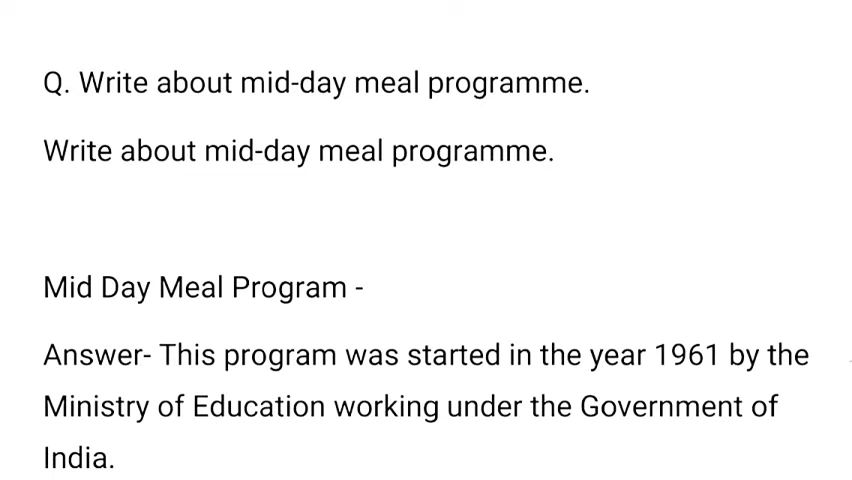 Q. Write about mid-day meal programme.
Write about mid-day meal programme.
Mid Day Meal Program -
Answer- This program was started in the year 1961 by the
Ministry of Education working under the Government of
India.